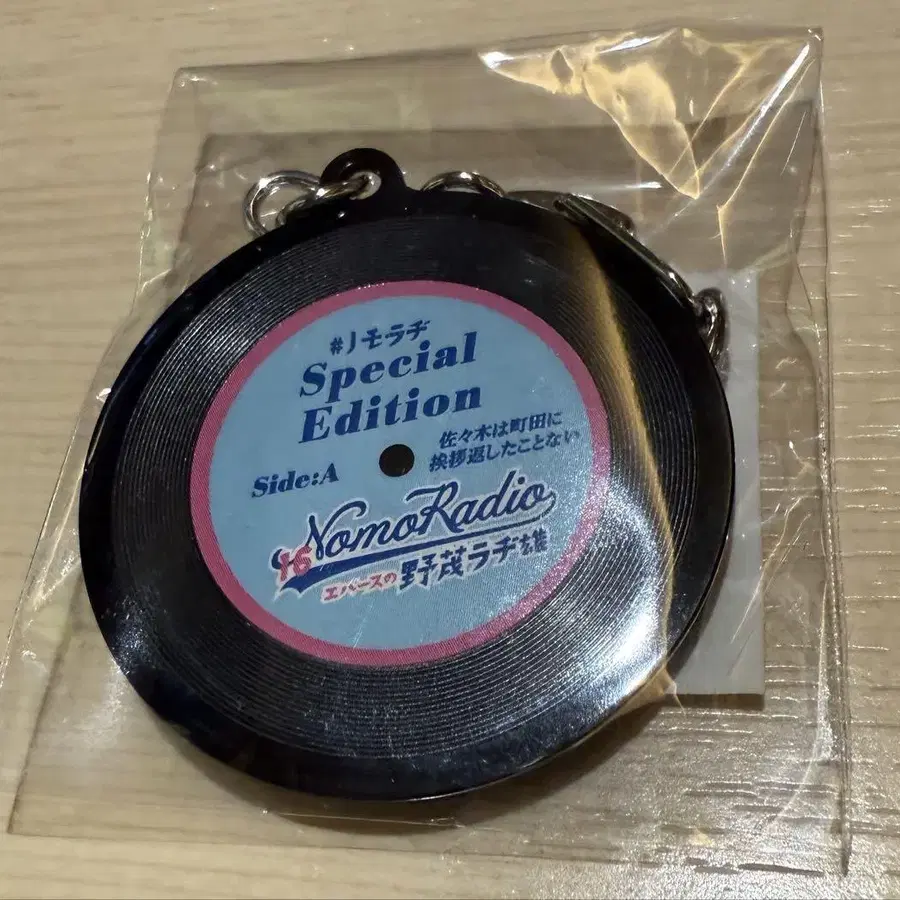 #ノモラヂ
Special
Edition
佐々木は町田に
挨拶返したことない
Side:A
NomoRadio
16
エバースの 野茂ラヂ雄